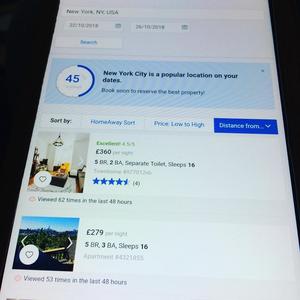 New York, NY, USA
22/10/2018
26/10/2018
Search
45
New York City is a popular location on your dates.
Book soon to reserve the best property!
Sort by:
HomeAway Sort
Price: Low to High
Distance from...
Excellent! 4.5/5
£360 per night
5 BR, 2 BA, Separate Toilet, Sleeps 16
(4)
Viewed 62 times in the last 48 hours
£279 per night
5 BR, 3 BA, Sleeps 16
Apartment #4321855
Viewed 53 times in the last 48 hours